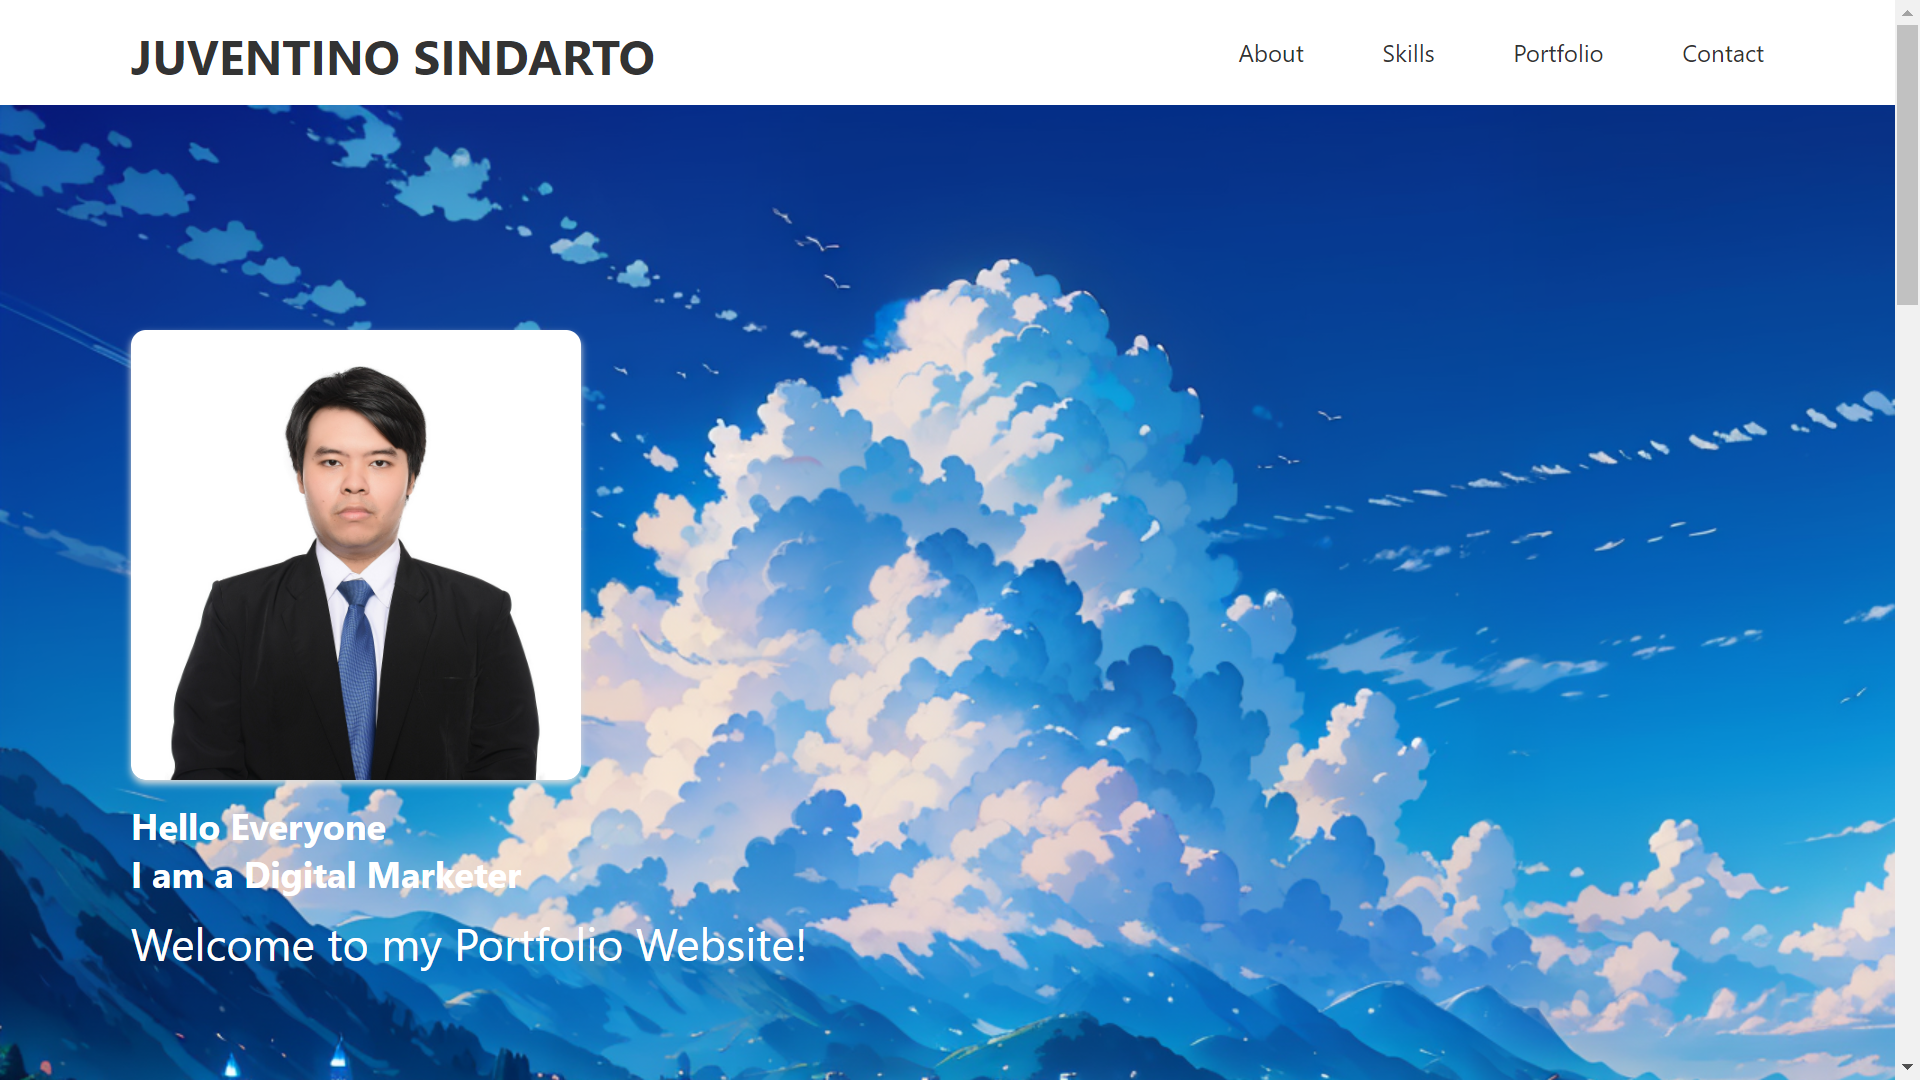 JUVENTINO SINDARTO
About
Skills
Portfolio
Contact
Hello Everyone
I am a Digital Marketer
Welcome to my Portfolio Website!